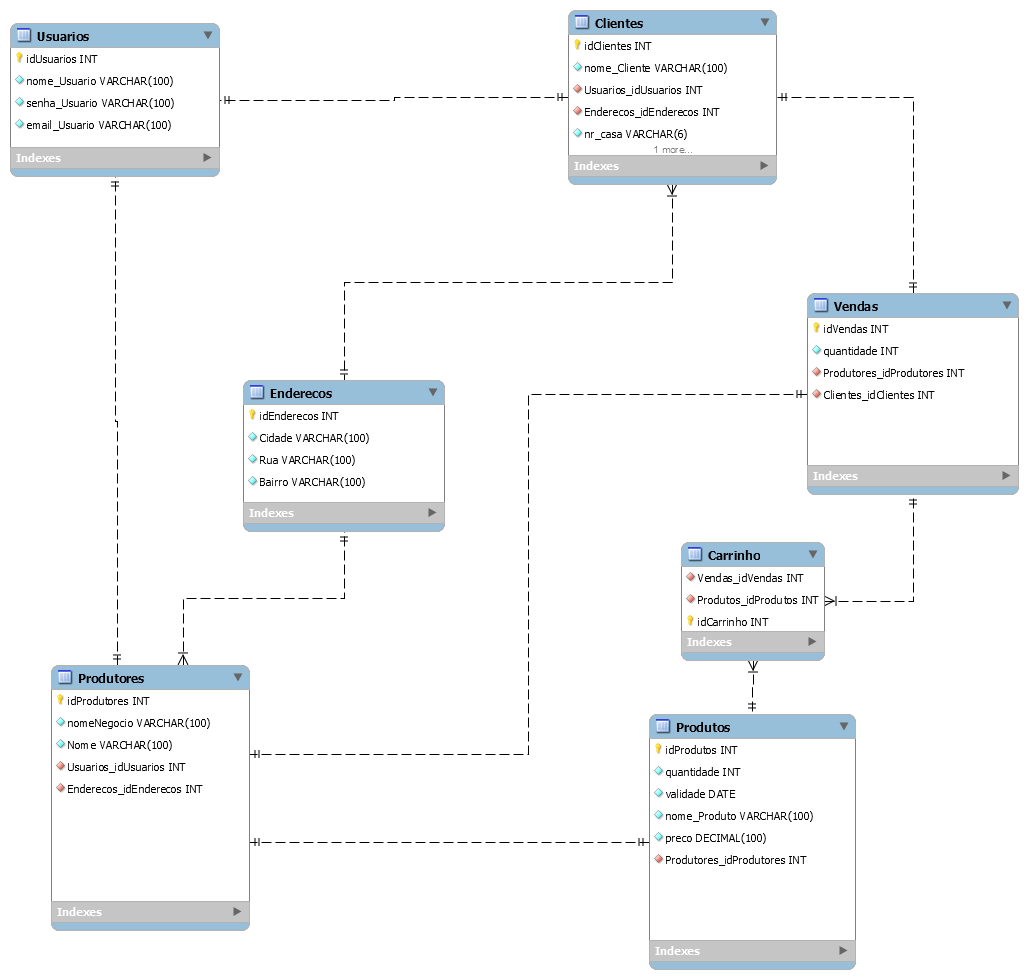 Usuarios
idUsuarios INT
nome_Usuario VARCHAR(100)
senha_Usuario VARCHAR(100)
email_Usuario VARCHAR(100)
Indexes
Clientes
idClientes INT
nome_Cliente VARCHAR(100)
Usuarios_idUsuarios INT
Enderecos_idEnderecos INT
nr_casa VARCHAR(6)
1 more...
Indexes
Vendas
idVendas INT
quantidade INT
Produtores_idProdutores INT
Clientes_idClientes INT
Indexes
Enderecos
idEnderecos INT
Cidade VARCHAR(100)
Rua VARCHAR(100)
Bairro VARCHAR(100)
Indexes
Carrinho
Vendas_idVendas INT
Produtos_idProdutos INT
idCarrinho INT
Indexes
Produtores
idProdutores INT
nomeNegocio VARCHAR(100)
Nome VARCHAR(100)
Usuarios_idUsuarios INT
Enderecos_idEnderecos INT
Indexes
Produtos
idProdutos INT
quantidade INT
validade DATE
nome_Produto VARCHAR(100)
preco DECIMAL(100)
Produtores_idProdutores INT
Indexes